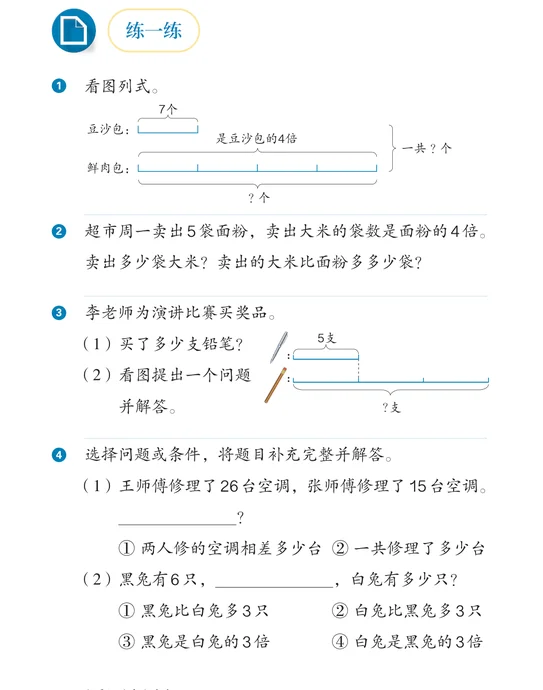 练一练
1 看图列式。
7个
豆沙包：
是豆沙包的4倍
一共？个
鲜肉包：
？个
2 超市周一卖出5袋面粉，卖出大米的袋数是面粉的4倍。
卖出多少袋大米？卖出的大米比面粉多多少袋？
3 李老师为演讲比赛买奖品。
（1）买了多少支铅笔？
5支
：
（2）看图提出一个问题
：
并解答。
?支
4 选择问题或条件，将题目补充完整并解答。
（1）王师傅修理了26台空调，张师傅修理了15台空调。
____________？
① 两人修的空调相差多少台 ② 一共修理了多少台
（2）黑兔有6只，____________，白兔有多少只？
① 黑兔比白兔多3只 ② 白兔比黑兔多3只
③ 黑兔是白兔的3倍 ④ 白兔是黑兔的3倍